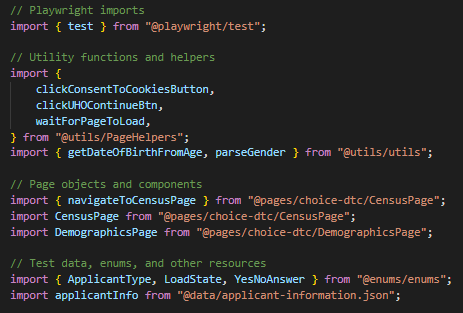 // Playwright imports
import { test } from "@playwright/test";

// Utility functions and helpers
import {
    clickConsentToCookiesButton,
    clickUHOContinueBtn,
    waitForPageToLoad,
} from "@utils/PageHelpers";
import { getDateOfBirthFromAge, parseGender } from "@utils/utils";

// Page objects and components
import { navigateToCensusPage } from "@pages/choice-dtc/CensusPage";
import CensusPage from "@pages/choice-dtc/CensusPage";
import DemographicsPage from "@pages/choice-dtc/DemographicsPage";

// Test data, enums, and other resources
import { ApplicantType, LoadState, YesNoAnswer } from "@enums/enums";
import applicantInfo from "@data/applicant-information.json";